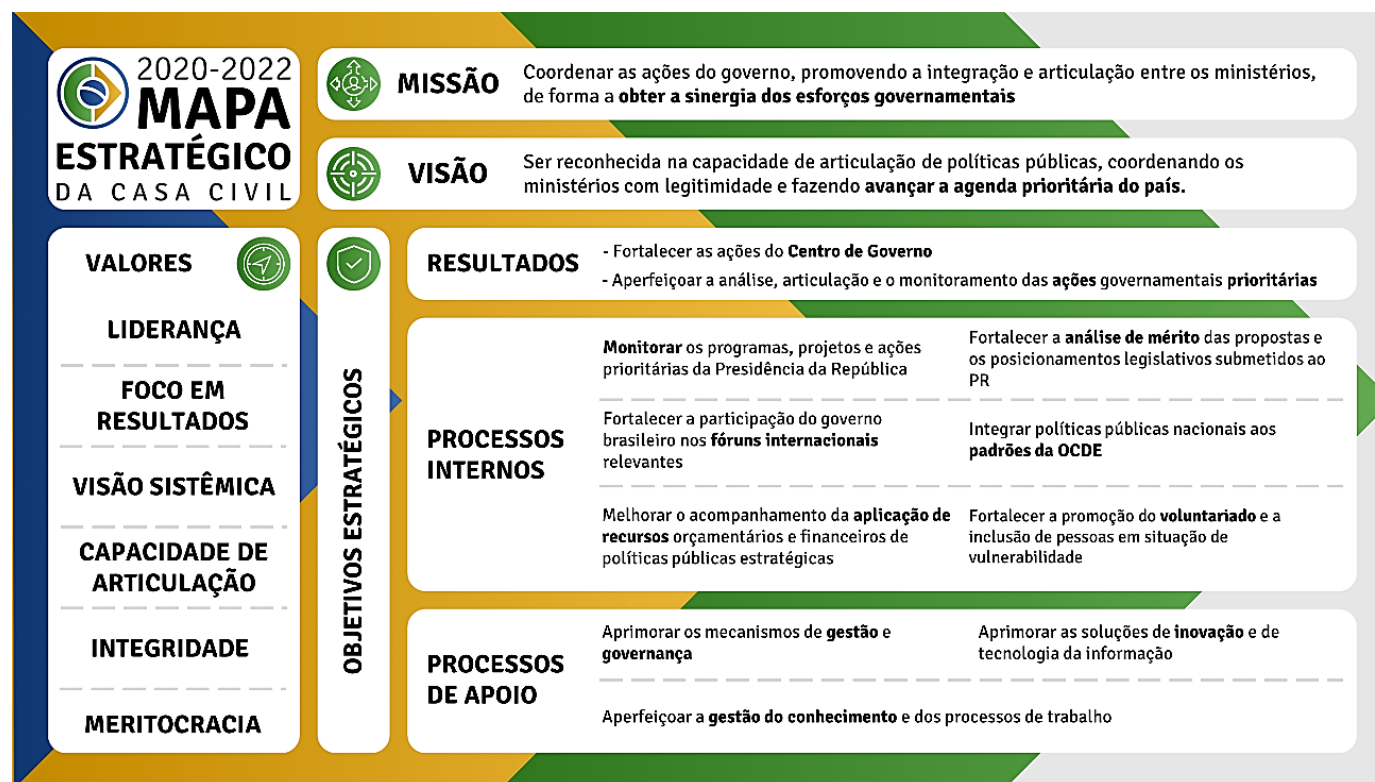 2020-2022
MAPA
ESTRATÉGICO
DA CASA CIVIL
MISSÃO
Coordenar as ações do governo, promovendo a integração e articulação entre os ministérios,
de forma a obter a sinergia dos esforços governamentais
VISÃO
Ser reconhecida na capacidade de articulação de políticas públicas, coordenando os
ministérios com legitimidade e fazendo avançar a agenda prioritária do país.
VALORES
LIDERANÇA
FOCO EM
RESULTADOS
VISÃO SISTÊMICA
CAPACIDADE DE
ARTICULAÇÃO
INTEGRIDADE
MERITOCRACIA
OBJETIVOS ESTRATÉGICOS
RESULTADOS
- Fortalecer as ações do Centro de Governo
- Aperfeiçoar a análise, articulação e o monitoramento das ações governamentais prioritárias
PROCESSOS
INTERNOS
Monitorar os programas, projetos e ações
prioritárias da Presidência da República
Fortalecer a análise de mérito das propostas e
os posicionamentos legislativos submetidos ao
PR
Fortalecer a participação do governo
brasileiro nos fóruns internacionais
relevantes
Integrar políticas públicas nacionais aos
padrões da OCDE
Melhorar o acompanhamento da aplicação de
recursos orçamentários e financeiros de
políticas públicas estratégicas
Fortalecer a promoção do voluntariado e a
inclusão de pessoas em situação de
vulnerabilidade
PROCESSOS
DE APOIO
Aprimorar os mecanismos de gestão e
governança
Aprimorar as soluções de inovação e de
tecnologia da informação
Aperfeiçoar a gestão do conhecimento e dos processos de trabalho